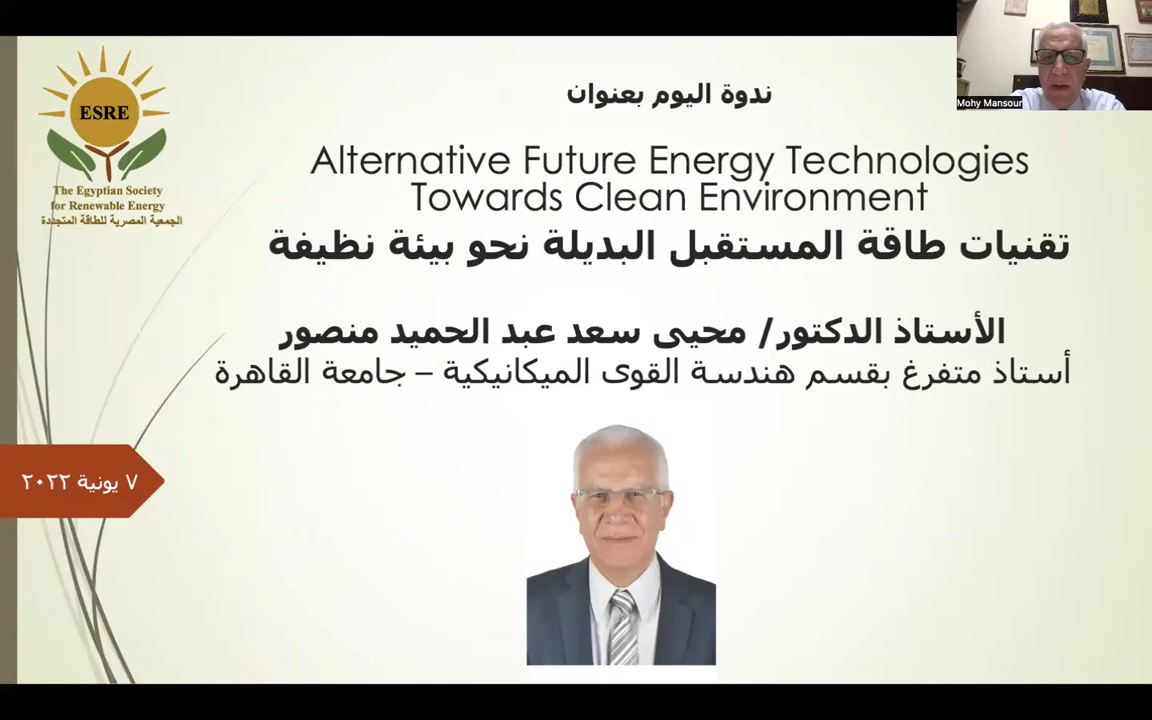 ESRE
The Egyptian Society
for Renewable Energy
الجمعية المصرية للطاقة المتجددة
ندوة اليوم بعنوان
Alternative Future Energy Technologies
Towards Clean Environment
تقنيات طاقة المستقبل البديلة نحو بيئة نظيفة
الأستاذ الدكتور/ محيى سعد عبد الحميد منصور
أستاذ متفرغ بقسم هندسة القوى الميكانيكية – جامعة القاهرة
٧ يونية ٢٠٢٢
Mohy Mansour